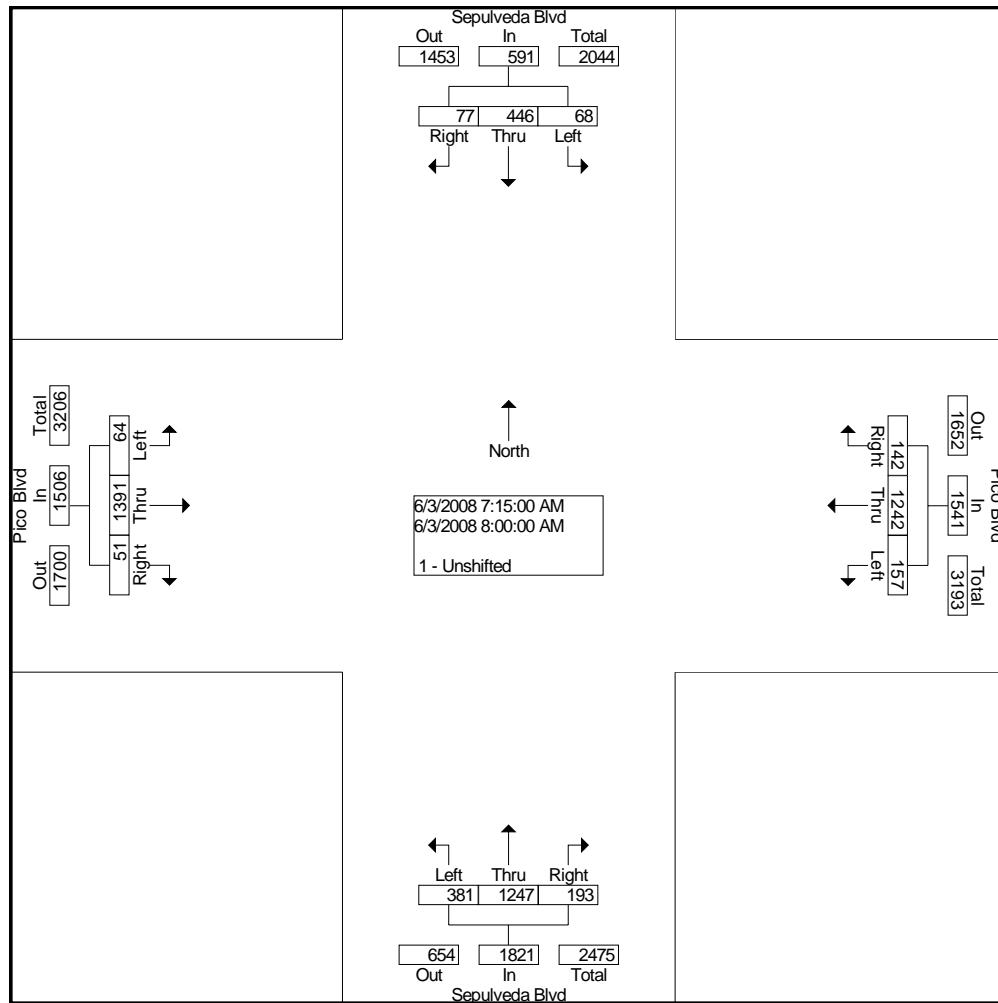 Sepulveda Blvd
Out In Total
1453 591 2044
77 446 68
Right Thru Left
Pico Blvd
Total In Out
3206 1506 1700
64 1391 51
Left Thru Right
North
6/3/2008 7:15:00 AM
6/3/2008 8:00:00 AM
1 - Unshifted
Pico Blvd
Out In Total
1652 1541 3193
142 1242 157
Right Thru Left
Left Thru Right
381 1247 193
654 1821 2475
Out In Total
Sepulveda Blvd